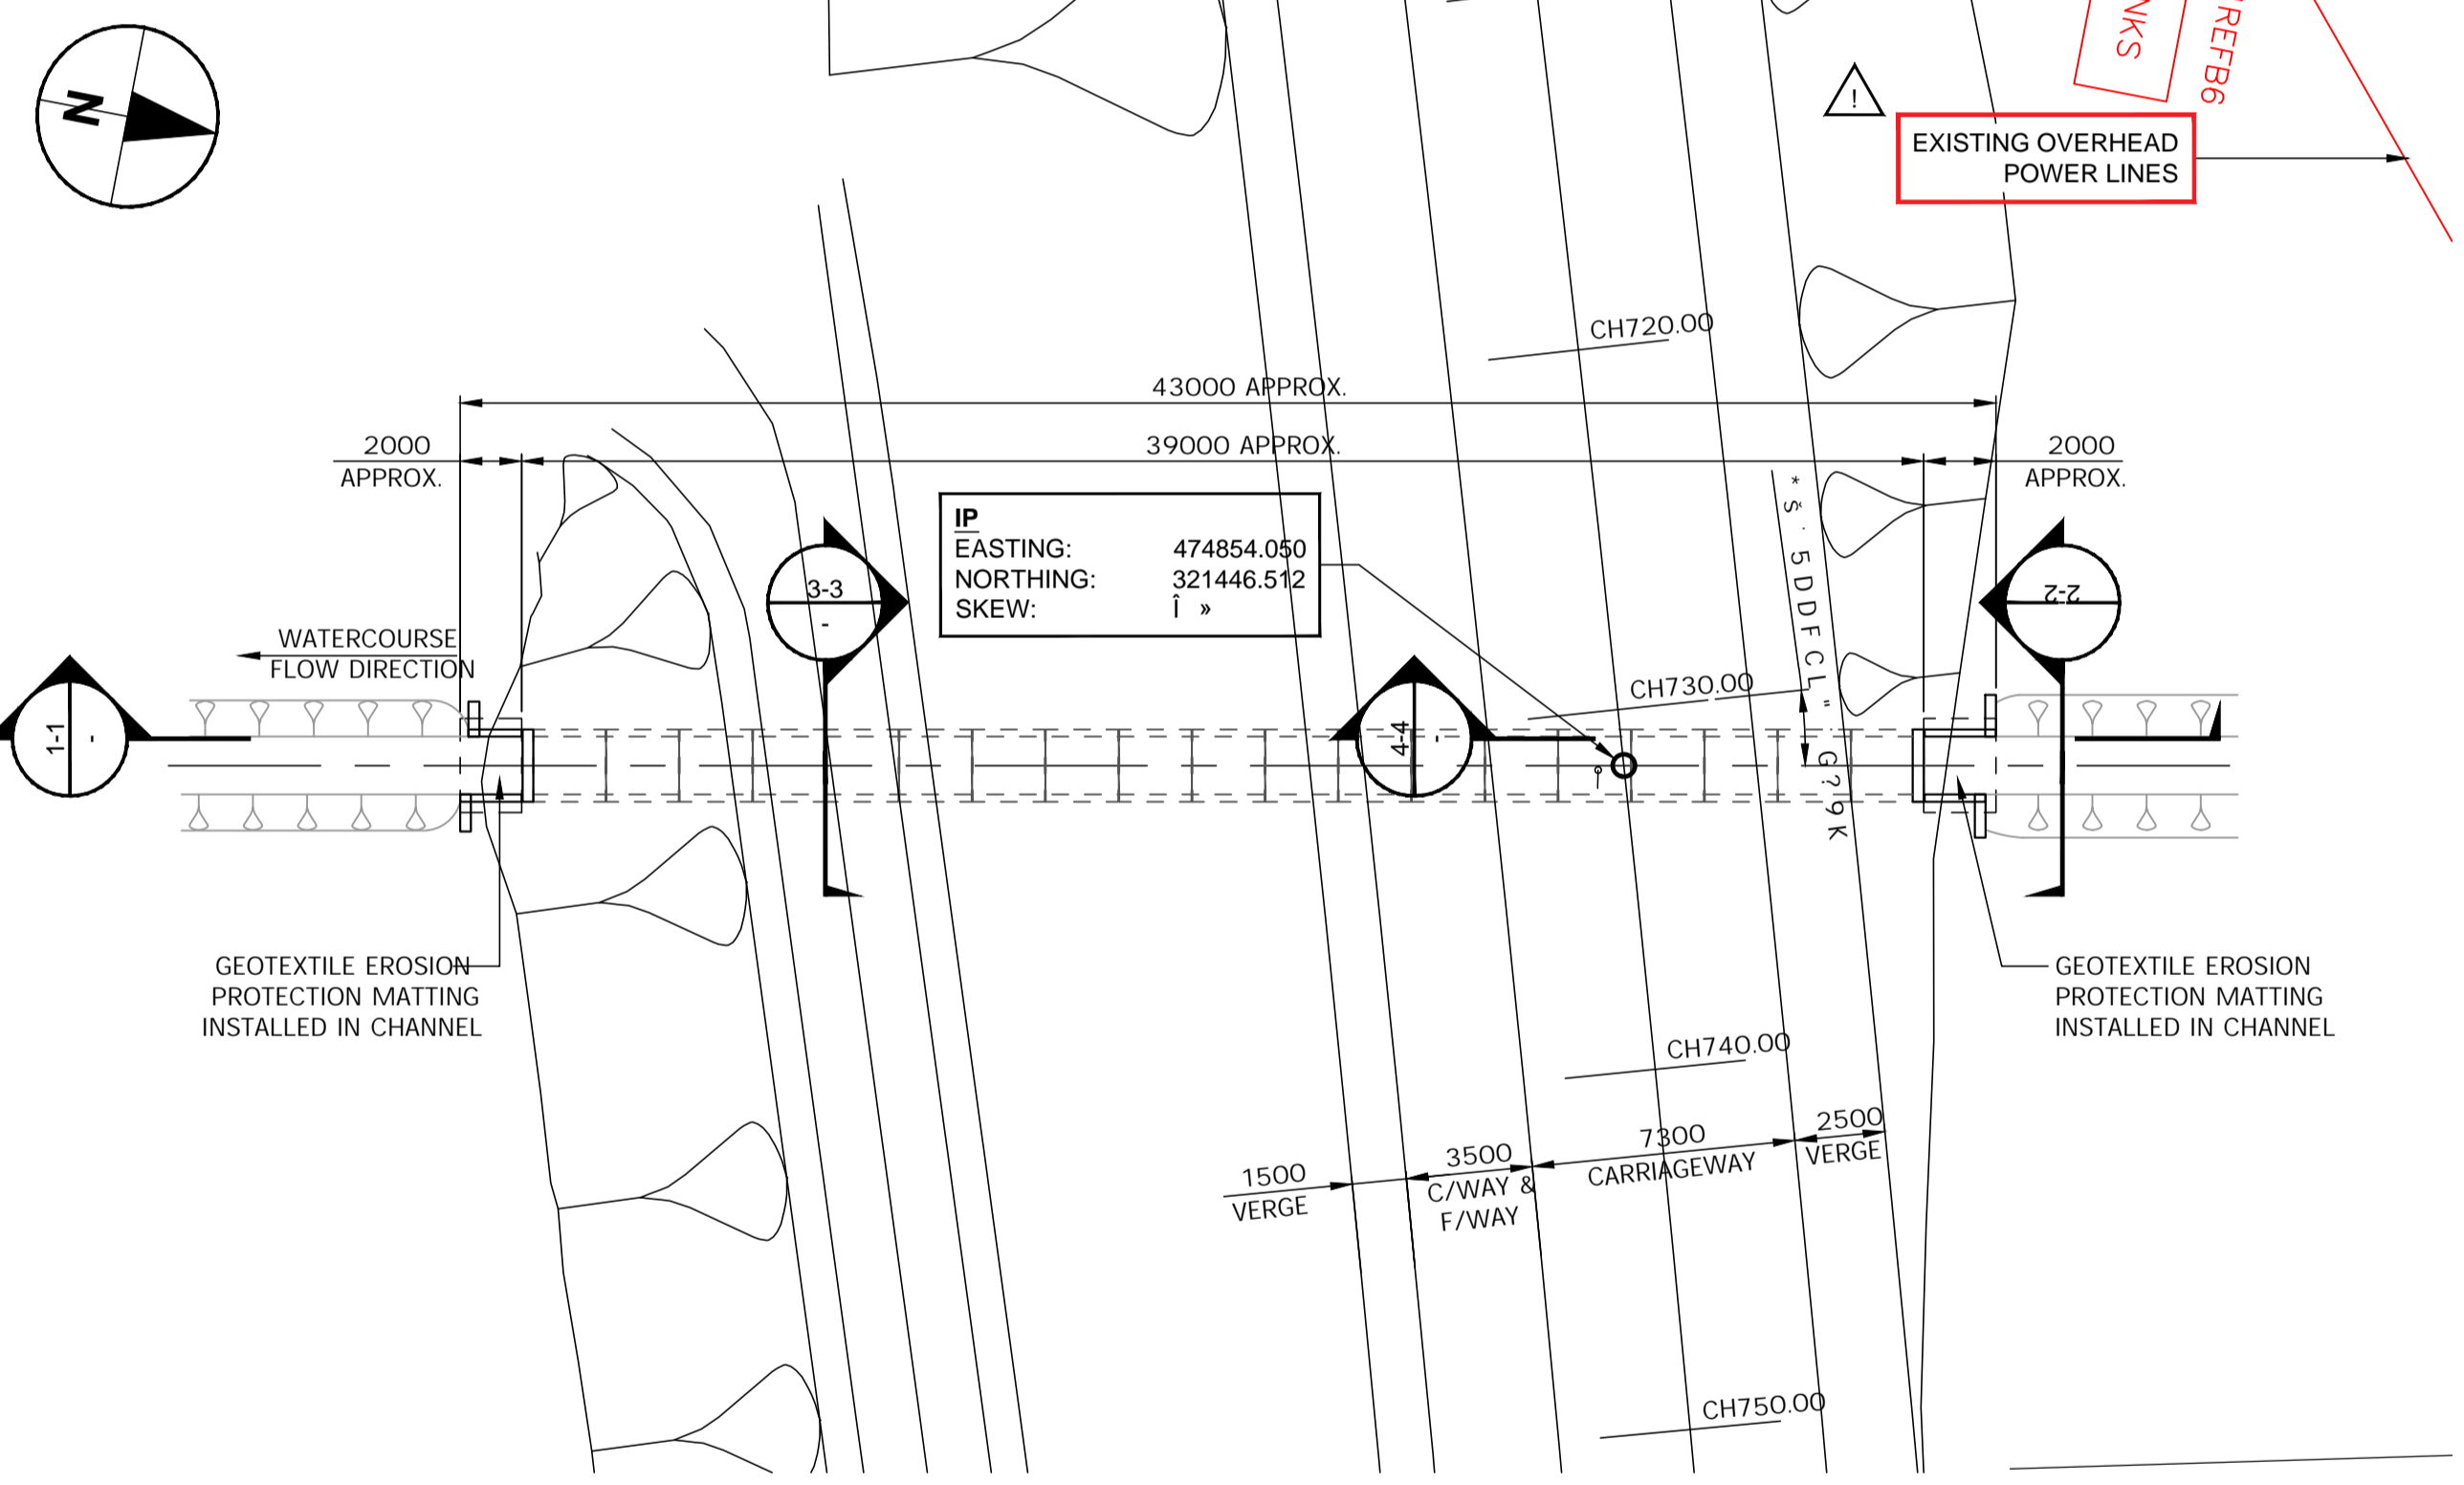 N
NKS
REFB6
!
EXISTING OVERHEAD
POWER LINES
CH720.00
43000 APPROX.
2000
APPROX.
39000 APPROX.
2000
APPROX.
IP
EASTING: 474854.050
NORTHING: 321446.512
SKEW: Î »
3-3
-
2-2
WATERCOURSE
FLOW DIRECTION
CH730.00
1-1
-
4-4
-
GEOTEXTILE EROSION
PROTECTION MATTING
INSTALLED IN CHANNEL
GEOTEXTILE EROSION
PROTECTION MATTING
INSTALLED IN CHANNEL
CH740.00
1500
VERGE
3500
C/WAY &
F/WAY
7300
CARRIAGEWAY
2500
VERGE
CH750.00